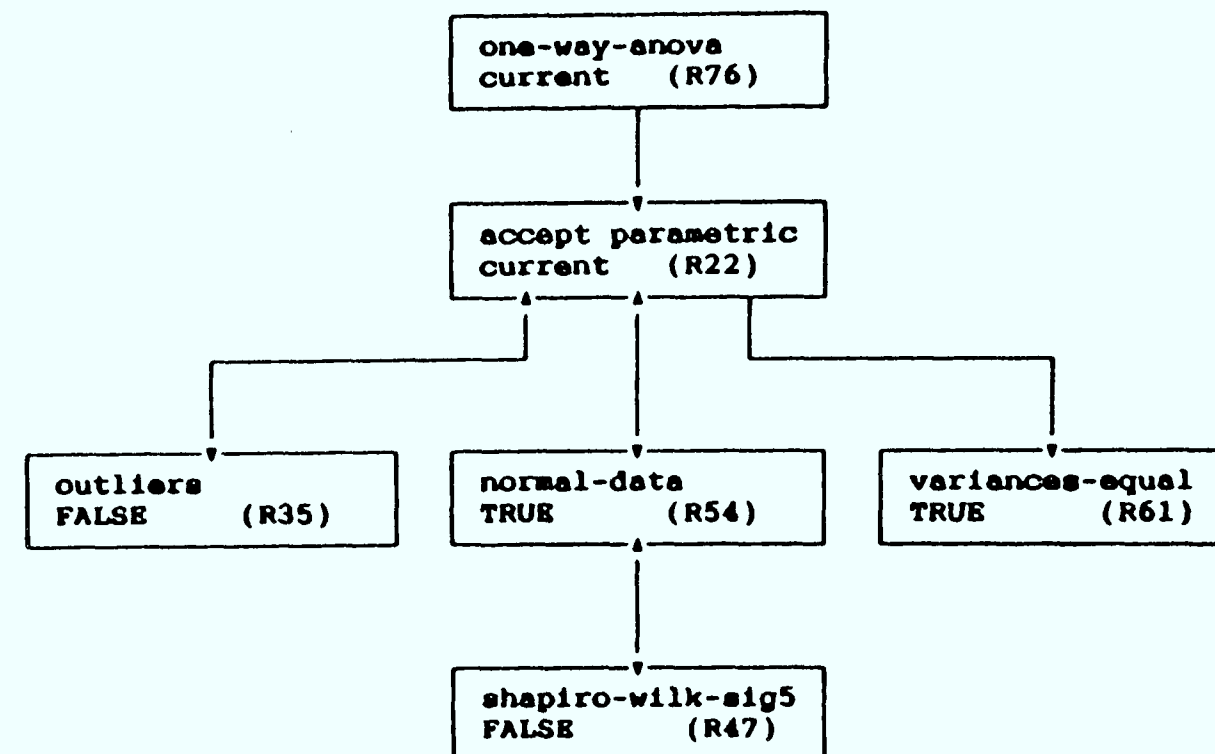 one-way-anova
current (R76)
accept parametric
current (R22)
outliers
FALSE (R35)
normal-data
TRUE (R54)
variances-equal
TRUE (R61)
shapiro-wilk-sig5
FALSE (R47)